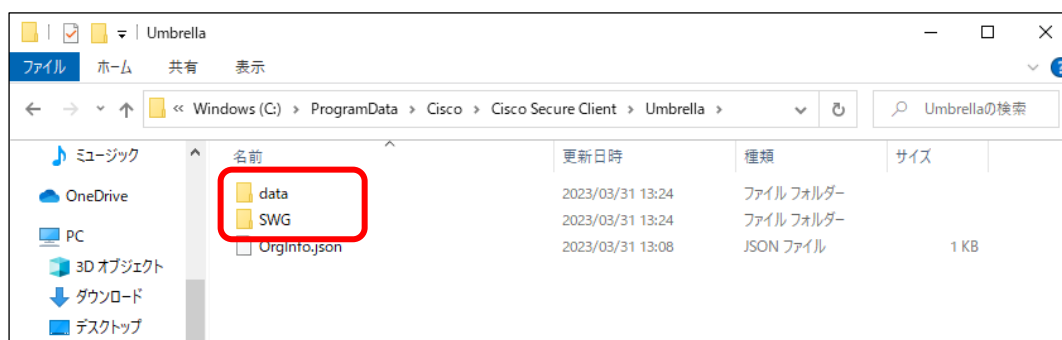 Umbrella
ファイル ホーム 共有 表示
« Windows (C:) › ProgramData › Cisco › Cisco Secure Client › Umbrella › Umbrellaの検索
ミュージック 名前 更新日時 種類 サイズ
data 2023/03/31 13:24 ファイル フォルダー
OneDrive
SWG 2023/03/31 13:24 ファイル フォルダー
PC
OrgInfo.json 2023/03/31 13:08 JSON ファイル 1 KB
3D オブジェクト
ダウンロード
デスクトップ